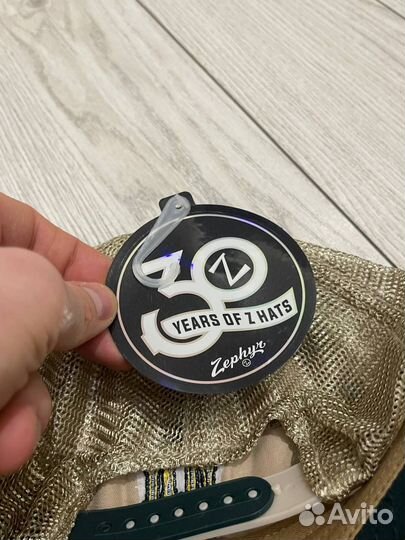 30
Z
YEARS OF Z HATS
Zephyr
Z
Avito